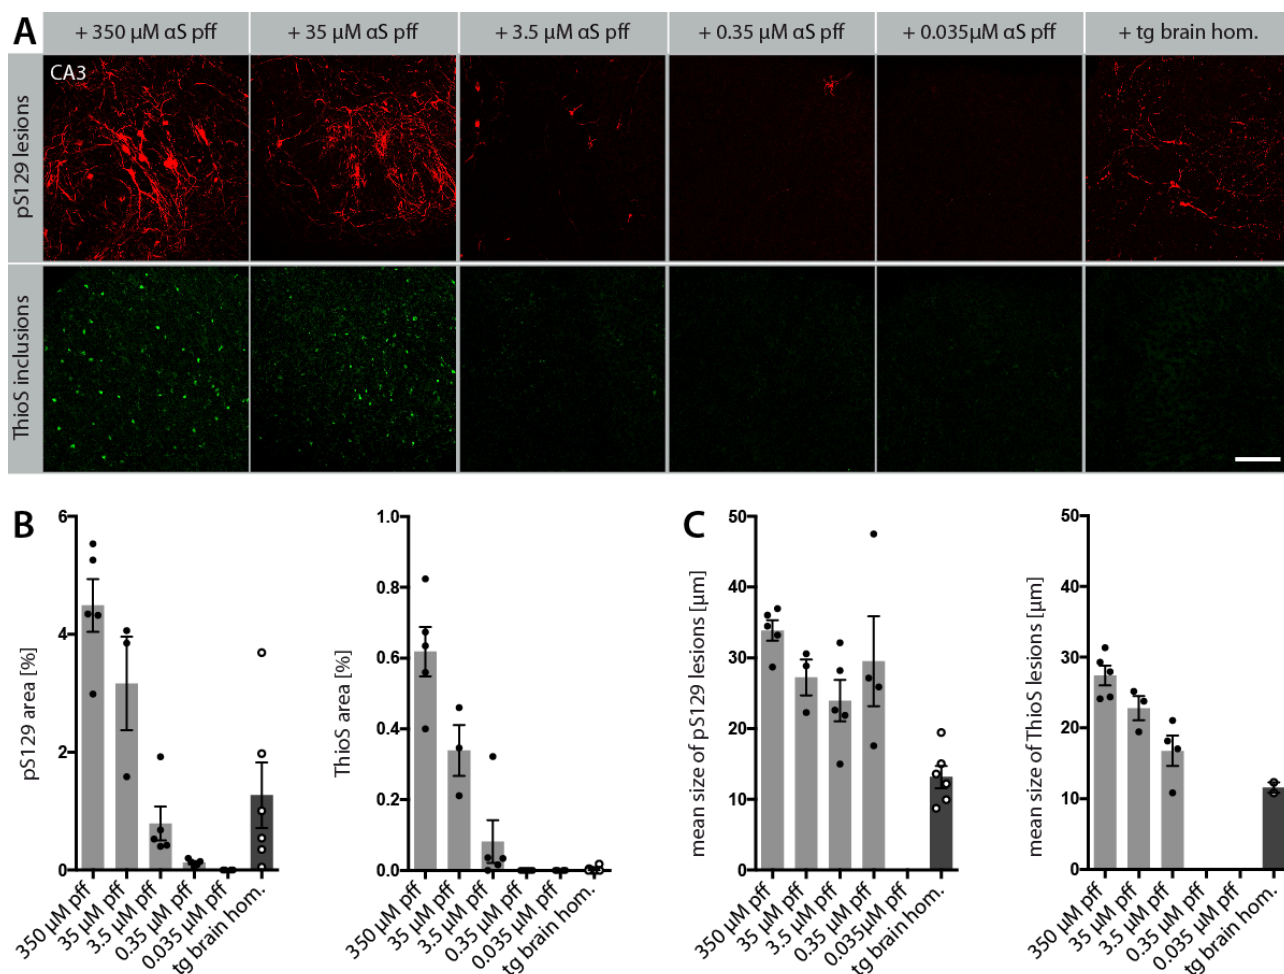 A
+ 350 µM αS pff
+ 35 µM αS pff
+ 3.5 µM αS pff
+ 0.35 µM αS pff
+ 0.035µM αS pff
+ tg brain hom.
pS129 lesions
CA3
ThioS inclusions
B
pS129 area [%]
6
4
2
0
350 µM pff
35 µM pff
3.5 µM pff
0.35 µM pff
0.035 µM pff
tg brain hom.
ThioS area [%]
1.0
0.8
0.6
0.4
0.2
0.0
350 µM pff
35 µM pff
3.5 µM pff
0.35 µM pff
0.035 µM pff
tg brain hom.
C
mean size of pS129 lesions [µm]
50
40
30
20
10
0
350 µM pff
35 µM pff
3.5 µM pff
0.35 µM pff
0.035µM pff
tg brain hom.
mean size of ThioS lesions [µm]
50
40
30
20
10
0
350 µM pff
35 µM pff
3.5 µM pff
0.35 µM pff
0.035 µM pff
tg brain hom.